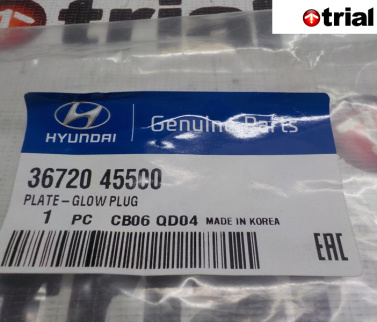 trial
HYUNDAI
Genuine Parts
36720 45500
PLATE-GLOW PLUG
1 PC CB06 QD04 MADE IN KOREA
EAC